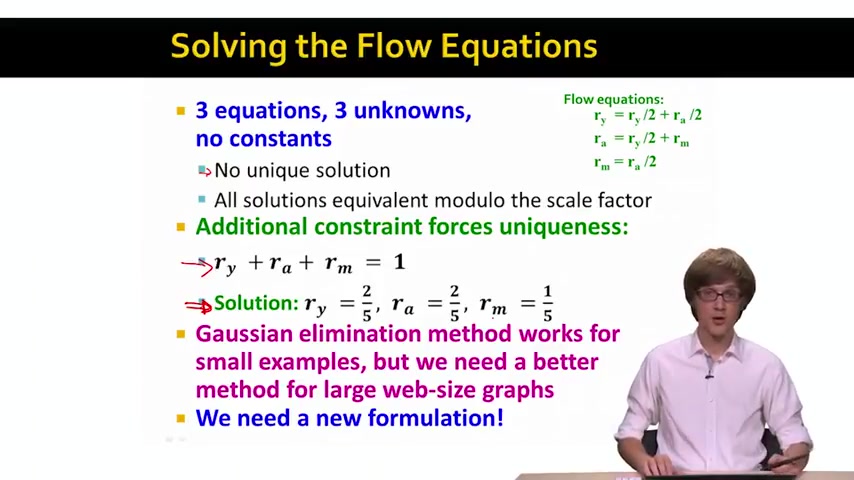 Solving the Flow Equations
3 equations, 3 unknowns,
no constants
No unique solution
All solutions equivalent modulo the scale factor
Flow equations:
r_y = r_y/2 + r_a/2
r_a = r_y/2 + r_m
r_m = r_a/2
Additional constraint forces uniqueness:
r_y + r_a + r_m = 1
Solution: r_y = 2/5, r_a = 2/5, r_m = 1/5
Gaussian elimination method works for
small examples, but we need a better
method for large web-size graphs
We need a new formulation!